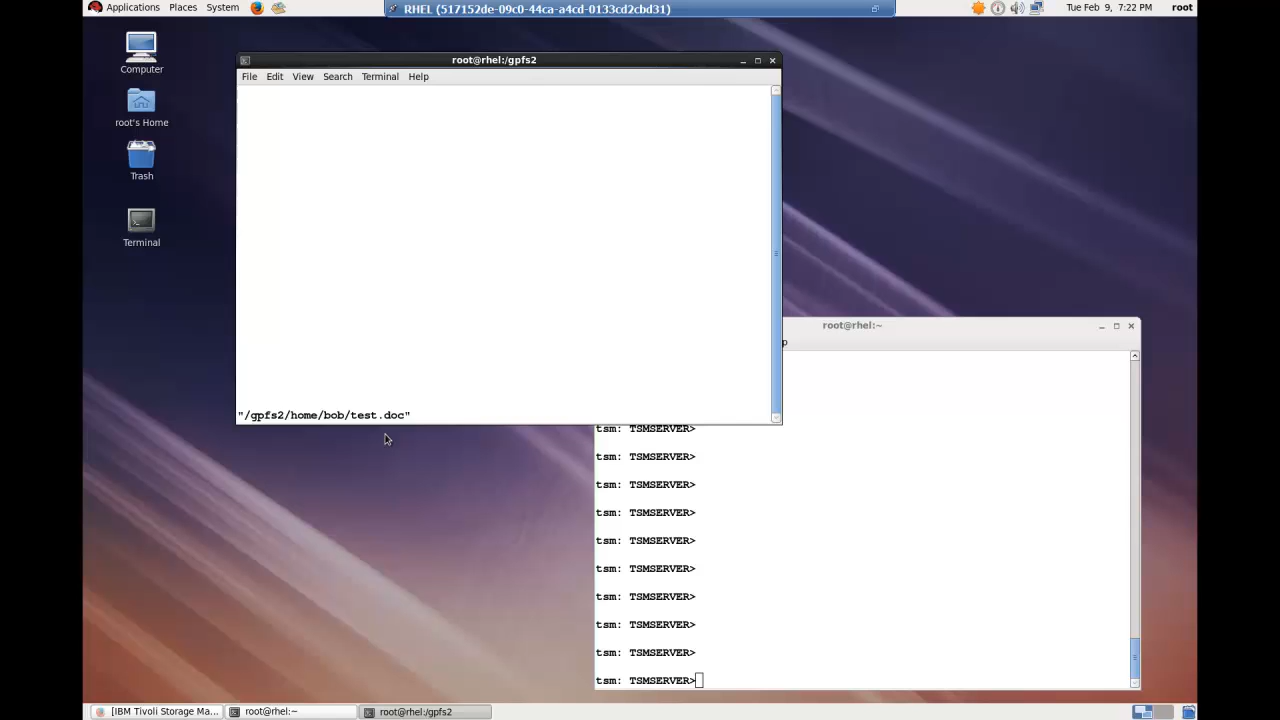 Applications Places System
RHEL (517152de-09c0-44ca-a4cd-0133cd2cbd31)
Tue Feb 9, 7:22 PM root
Computer
root's Home
Trash
Terminal
root@rhel:/gpfs2
File Edit View Search Terminal Help
"/gpfs2/home/bob/test.doc"
root@rhel:~
p
tsm: TSMSERVER>
tsm: TSMSERVER>
tsm: TSMSERVER>
tsm: TSMSERVER>
tsm: TSMSERVER>
tsm: TSMSERVER>
tsm: TSMSERVER>
tsm: TSMSERVER>
tsm: TSMSERVER>
tsm: TSMSERVER>
[IBM Tivoli Storage Ma... root@rhel:~ root@rhel:/gpfs2